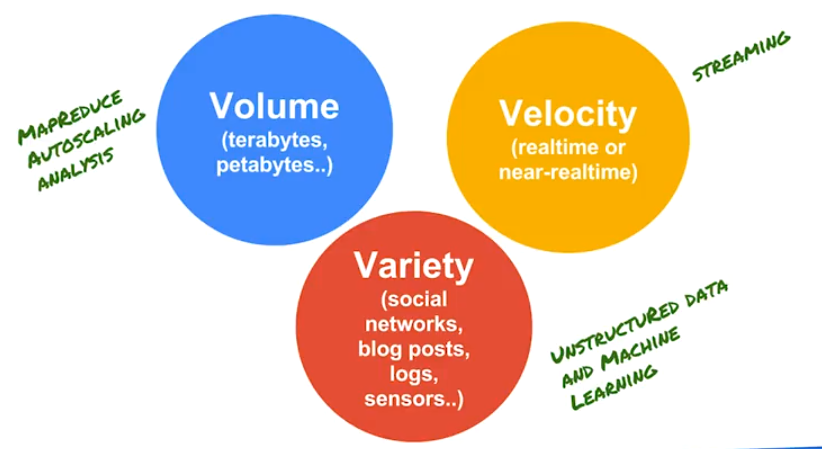 MAPREDUCE
AUTOSCALING
ANALYSIS
Volume
(terabytes,
petabytes..)
Velocity
(realtime or
near-realtime)
STREAMING
Variety
(social
networks,
blog posts,
logs,
sensors..)
UNSTRUCTURED DATA
AND MACHINE
LEARNING